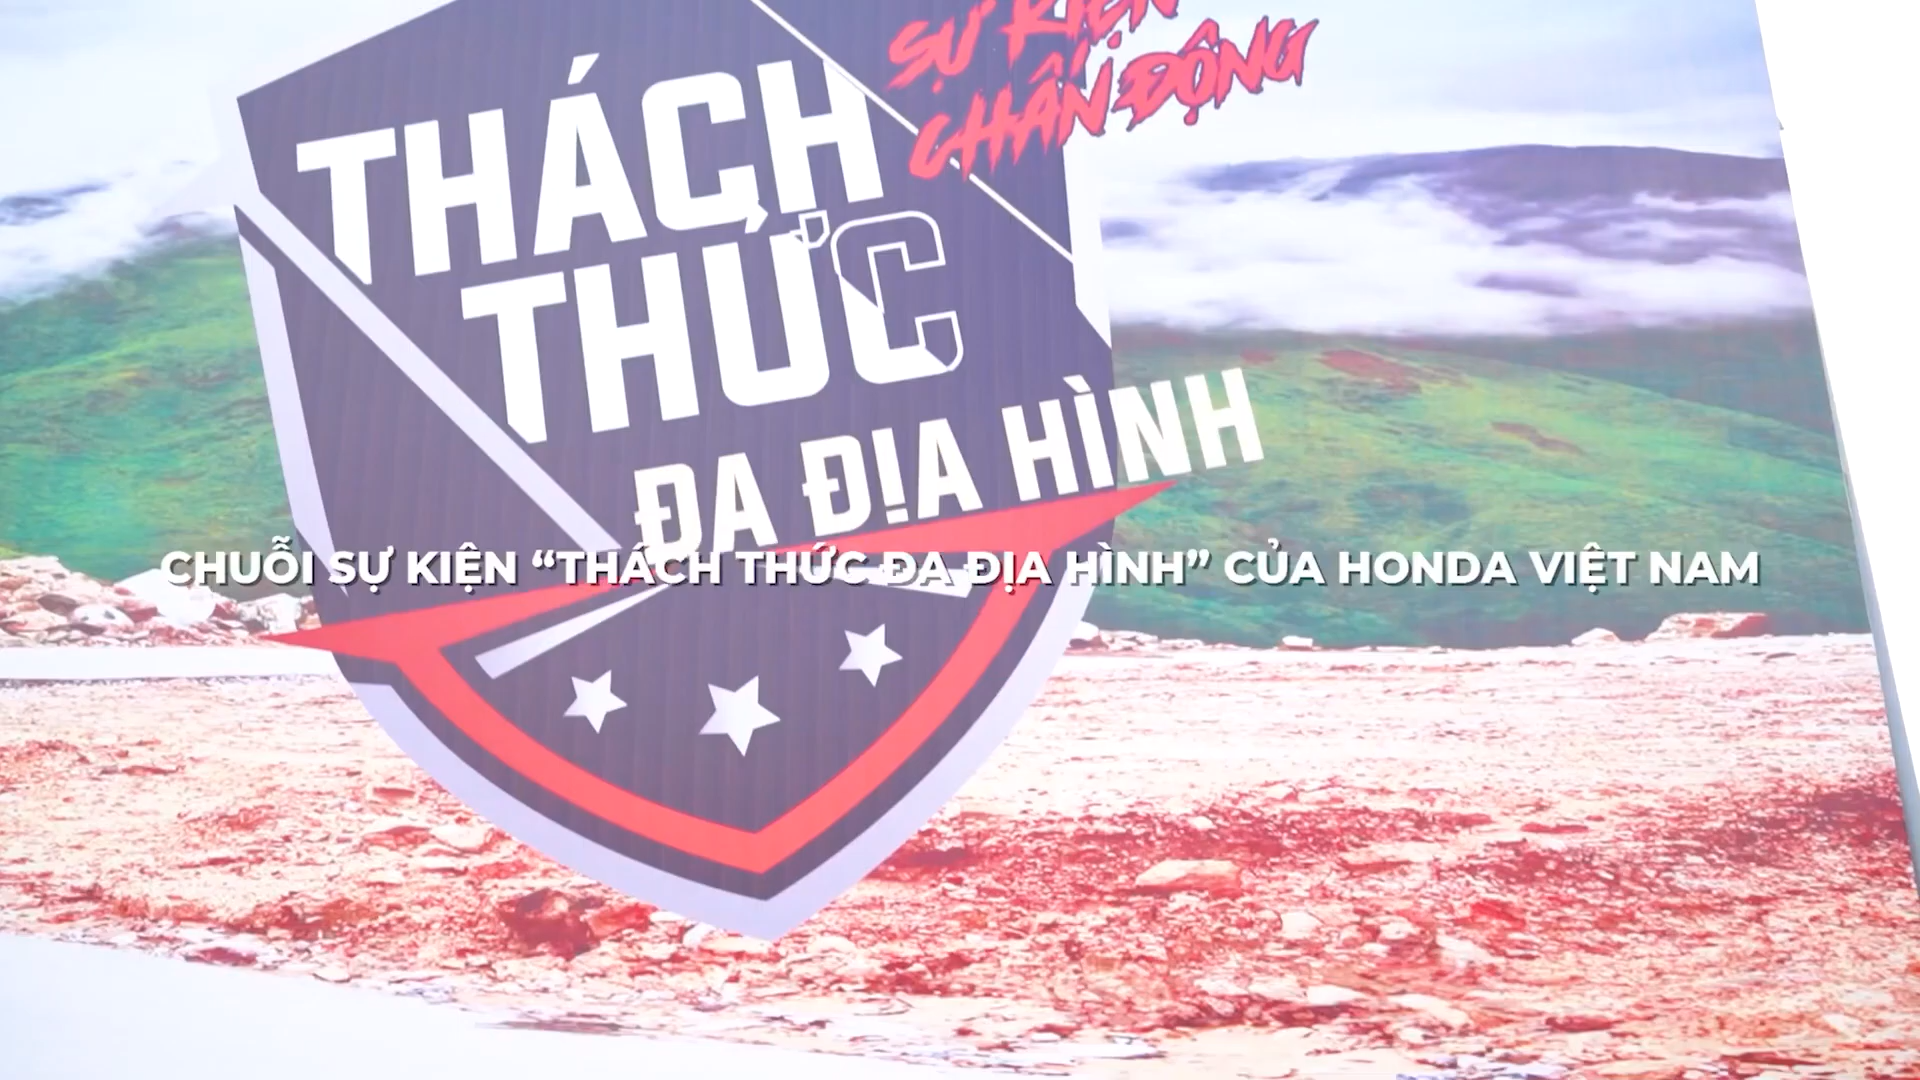 SỰ KIỆN
CHẤN ĐỘNG
THÁCH
THỨC
ĐA ĐỊA HÌNH
CHUỖI SỰ KIỆN “THÁCH THỨC ĐA ĐỊA HÌNH” CỦA HONDA VIỆT NAM